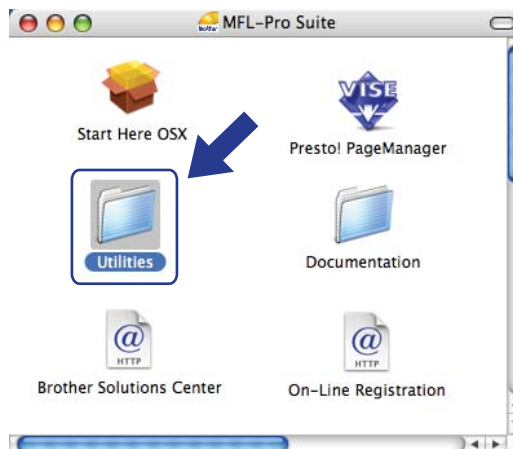 brother MFL-Pro Suite
VISE
Start Here OSX
Presto! PageManager
Utilities
Documentation
@ @
HTTP HTTP
Brother Solutions Center
On-Line Registration